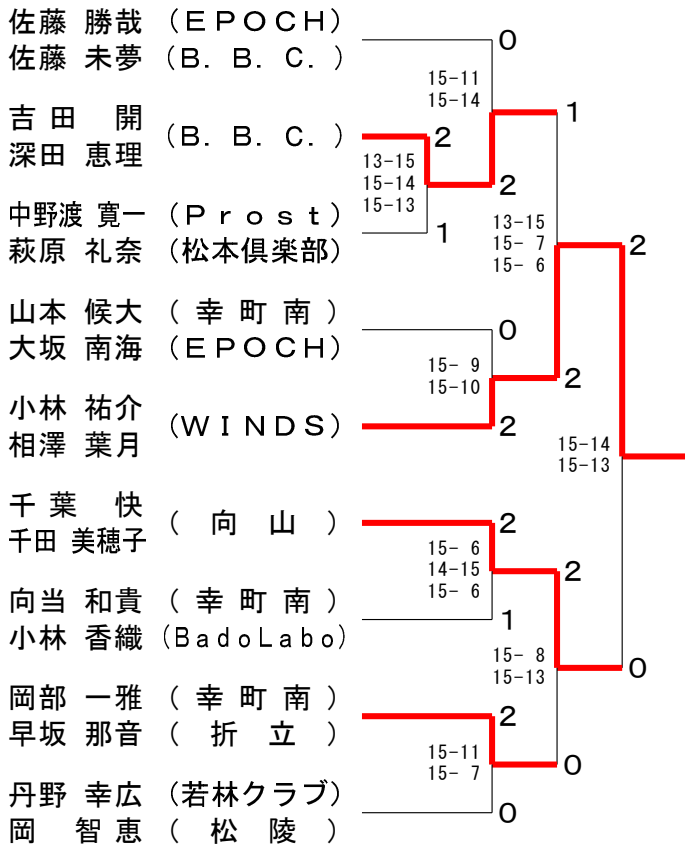 佐藤 勝哉 (ＥＰＯＣＨ)
佐藤 未夢 (Ｂ．Ｂ．Ｃ．)
0
15-11
15-14
1
吉田 開
深田 恵理
(Ｂ．Ｂ．Ｃ．)
2
13-15
15-14
15-13
2
中野渡 寛一 (Ｐｒｏｓｔ)
萩原 礼奈 (松本倶楽部)
1
13-15
15- 7
15- 6
2
山本 候大 (幸町南)
大坂 南海 (ＥＰＯＣＨ)
0
15- 9
15-10
2
小林 祐介
相澤 葉月
(ＷＩＮＤＳ)
2
15-14
15-13
千葉 快
千田 美穂子
(向山)
2
15- 6
14-15
15- 6
2
向当 和貴 (幸町南)
小林 香織 (BadoLabo)
1
15- 8
15-13
0
岡部 一雅 (幸町南)
早坂 那音 (折立)
2
15-11
15- 7
0
丹野 幸広 (若林クラブ)
岡 智恵 (松陵)
0